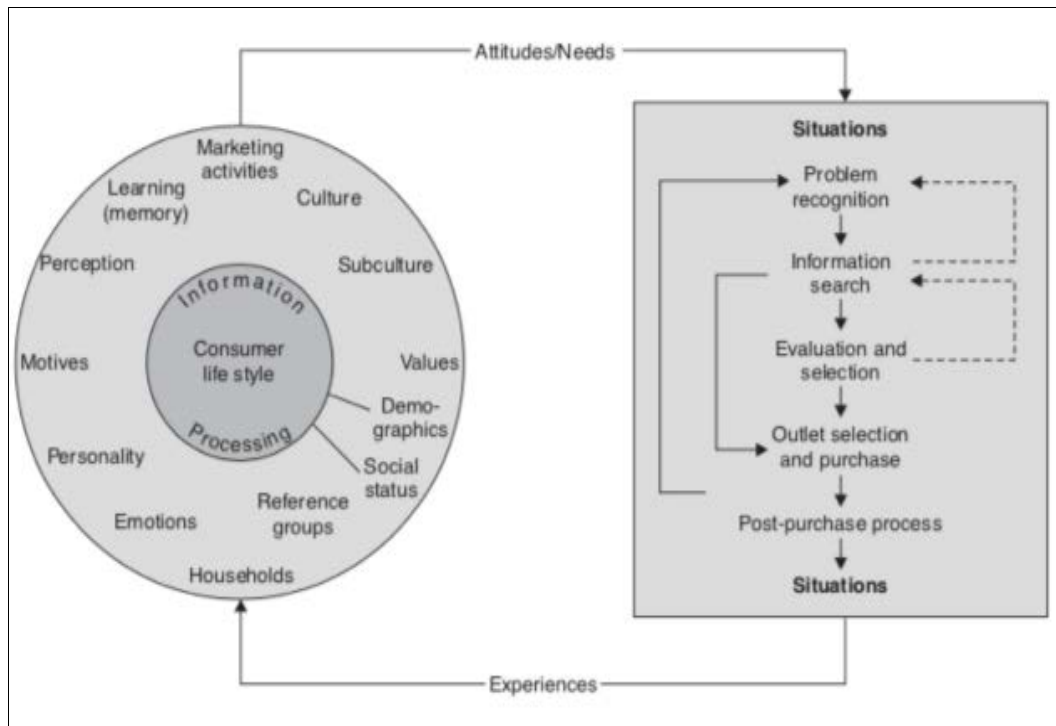 Attitudes/Needs
Marketing
activities
Learning
(memory)
Culture
Perception
Subculture
Information
Motives
Consumer
life style
Values
Demo-
graphics
Processing
Personality
Social
status
Reference
groups
Emotions
Households
Situations
Problem
recognition
Information
search
Evaluation and
selection
Outlet selection
and purchase
Post-purchase process
Situations
Experiences